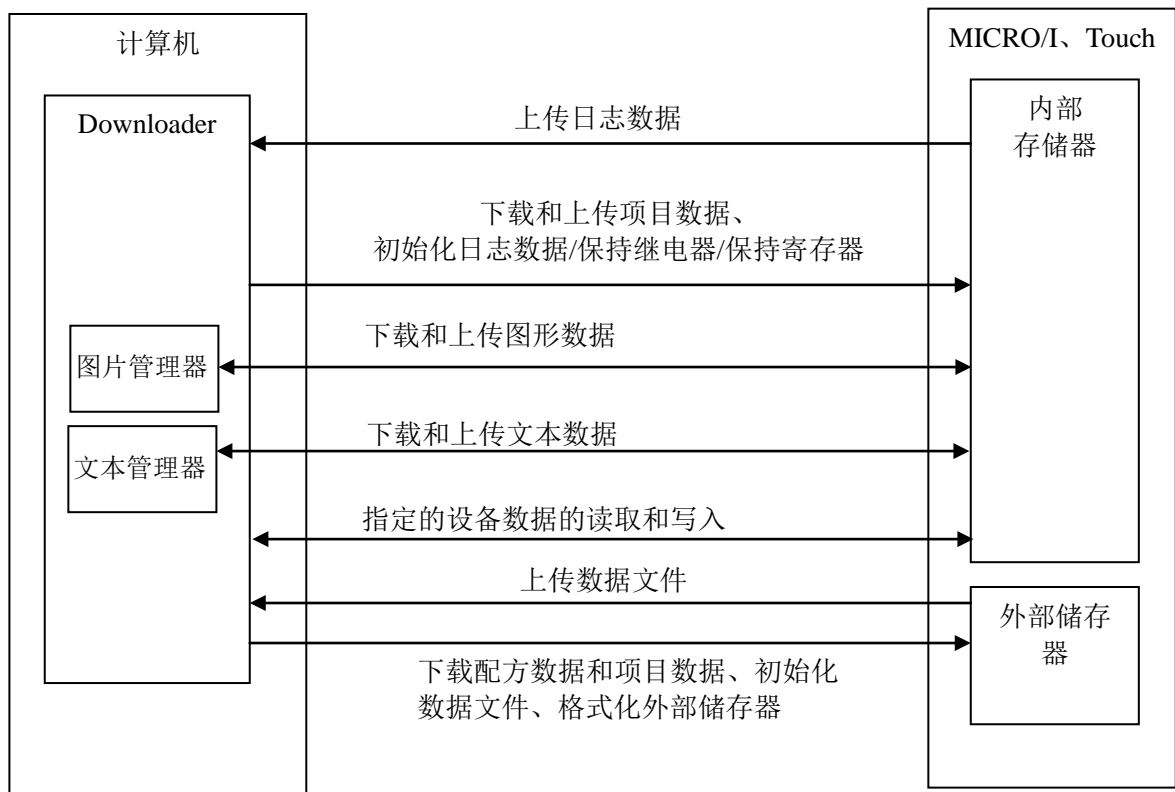 计算机
MICRO/I、Touch
Downloader
内部
存储器
上传日志数据
下载和上传项目数据、
初始化日志数据/保持继电器/保持寄存器
下载和上传图形数据
图片管理器
下载和上传文本数据
文本管理器
指定的设备数据的读取和写入
上传数据文件
外部储存
器
下载配方数据和项目数据、初始化
数据文件、格式化外部储存器